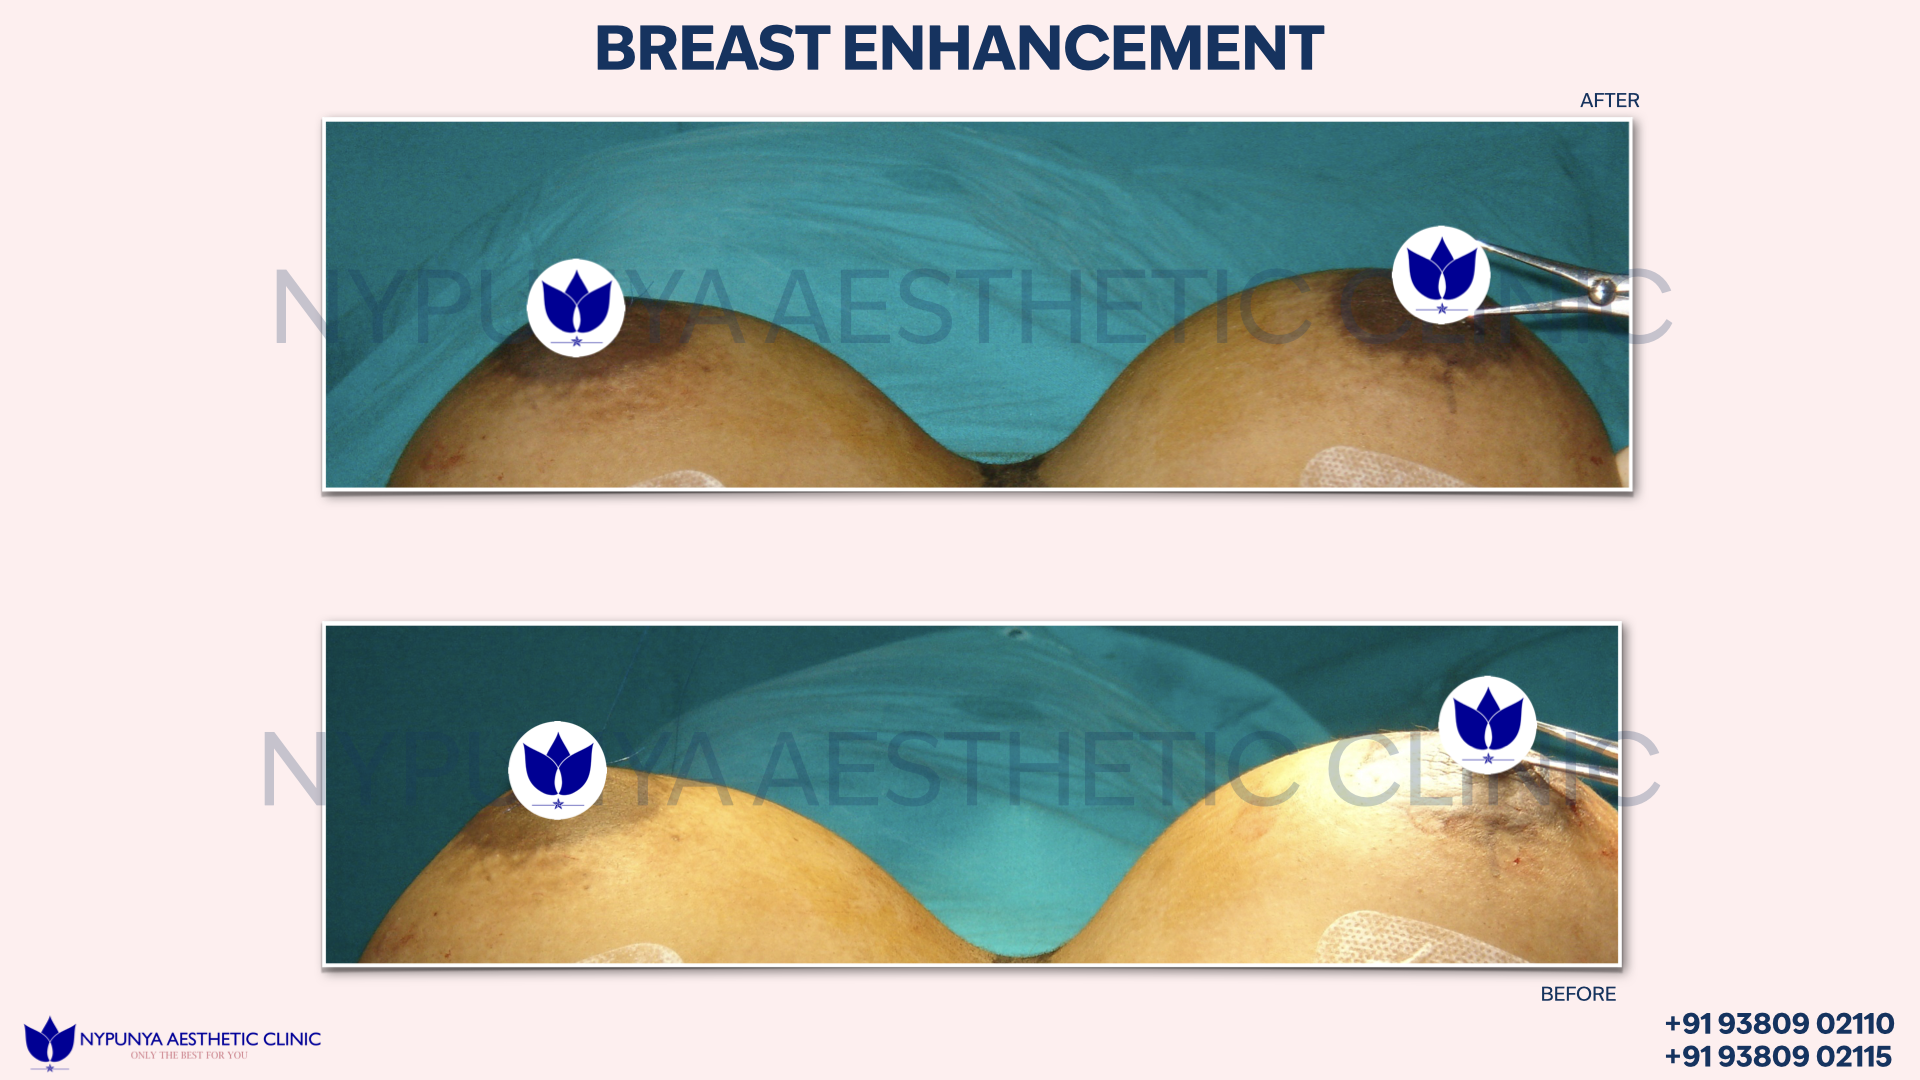 BREAST ENHANCEMENT
AFTER
NYPUNYA AESTHETIC CLINIC
NYPUNYA AESTHETIC CLINIC
BEFORE
NYPUNYA AESTHETIC CLINIC
ONLY THE BEST FOR YOU
+91 93809 02110
+91 93809 02115